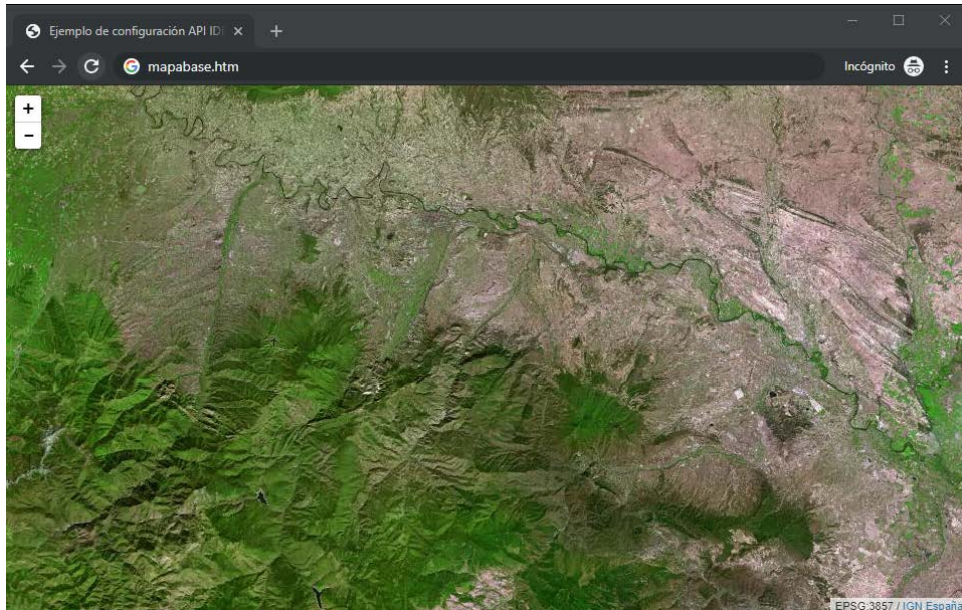 Ejemplo de configuración API IDE
mapabase.htm
Incógnito
+
−
EPSG:3857 / IGN España